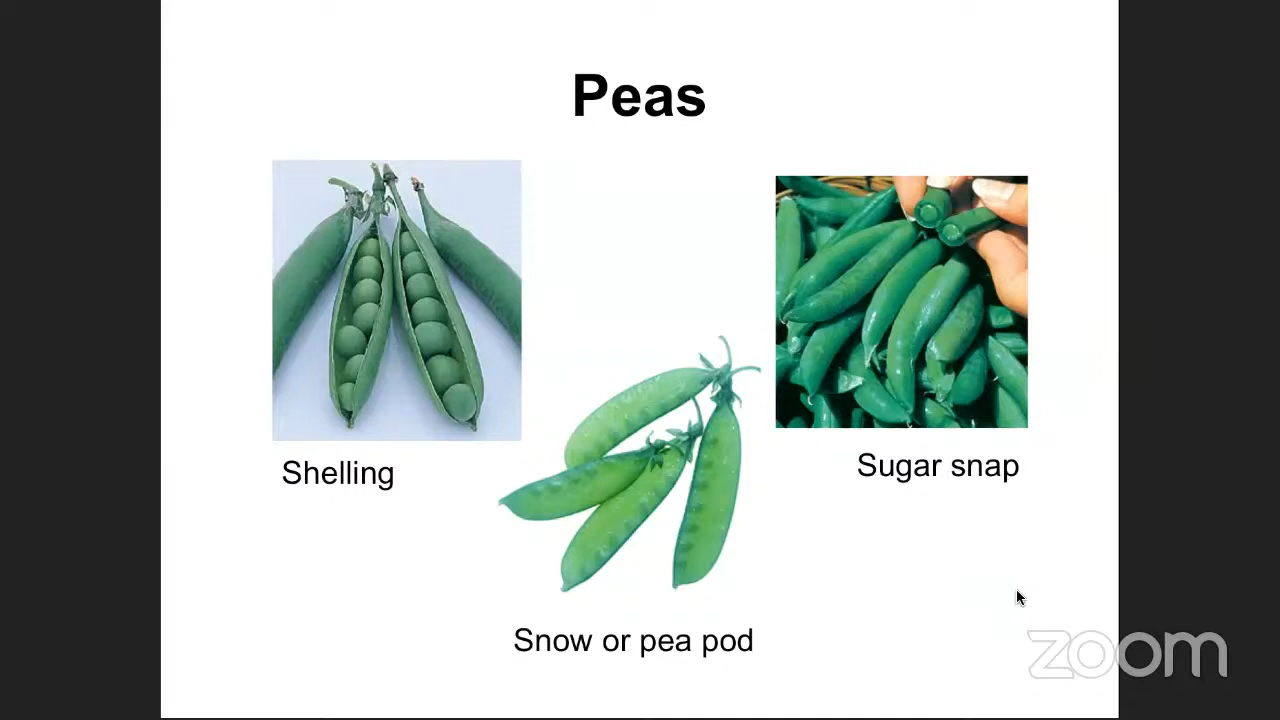 Peas
Shelling
Sugar snap
Snow or pea pod
zoom